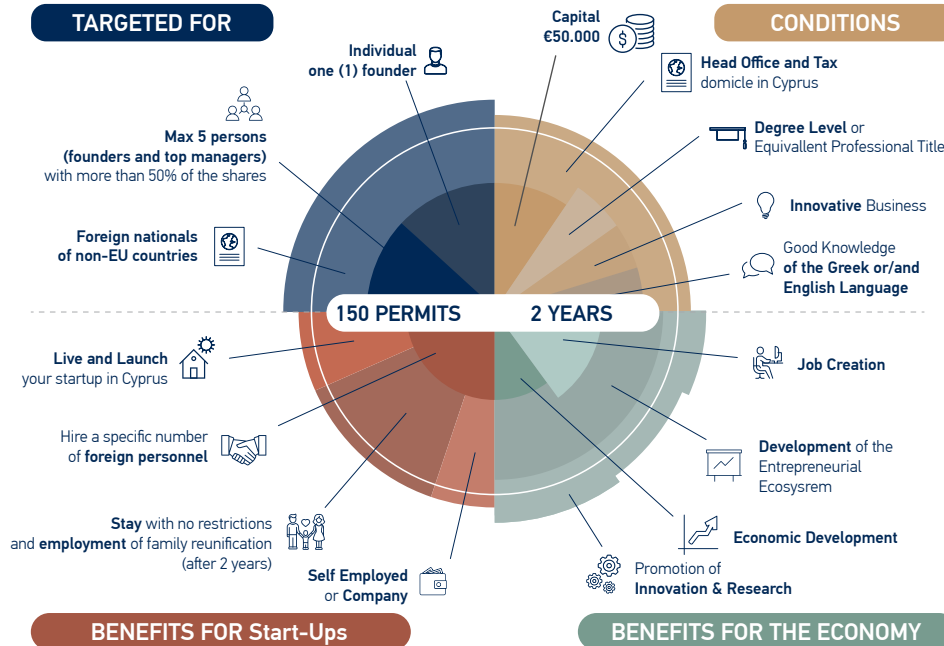 TARGETED FOR
Individual
one (1) founder
Max 5 persons
(founders and top managers)
with more than 50% of the shares
Foreign nationals
of non-EU countries
CONDITIONS
Capital
€50.000
$
Head Office and Tax
domicle in Cyprus
Degree Level or
Equivallent Professional Title
Innovative Business
Good Knowledge
of the Greek or/and
English Language
150 PERMITS
2 YEARS
Live and Launch
your startup in Cyprus
Hire a specific number
of foreign personnel
Stay with no restrictions
and employment of family reunification
(after 2 years)
Self Employed
or Company
BENEFITS FOR Start-Ups
Job Creation
Development of the
Entrepreneurial
Ecosysrem
Economic Development
Promotion of
Innovation & Research
BENEFITS FOR THE ECONOMY